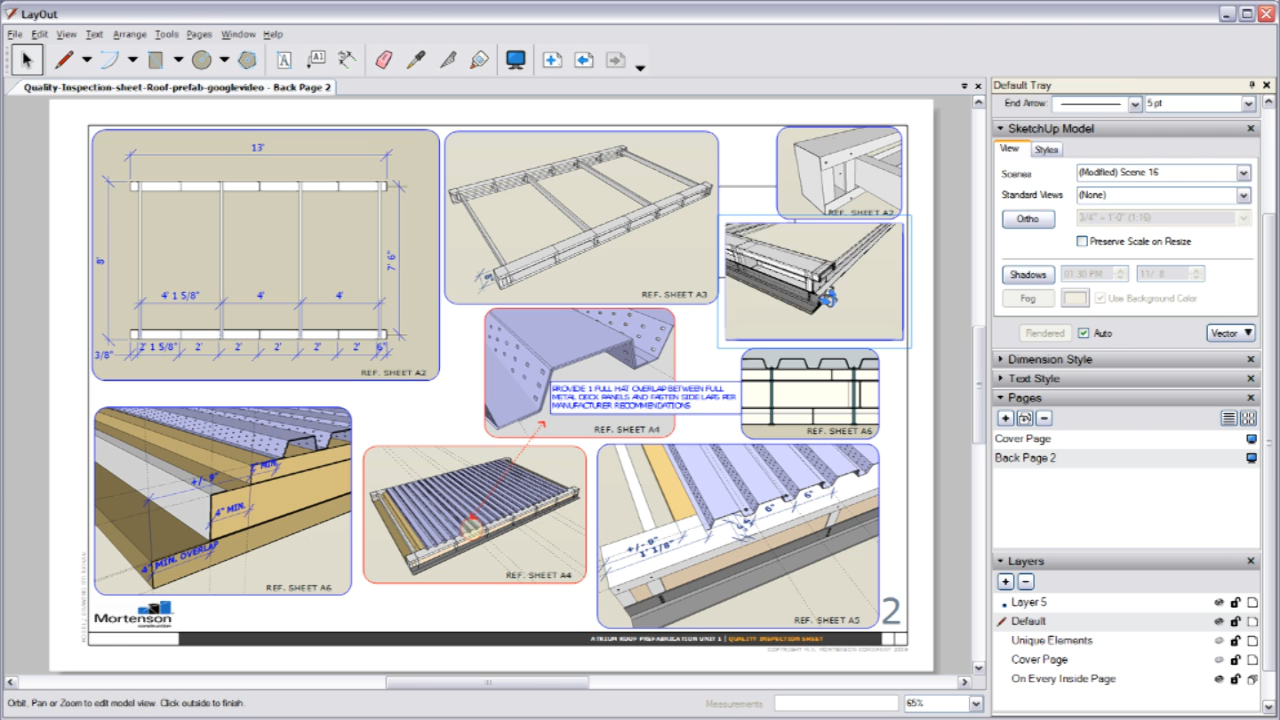 LayOut
File Edit View Text Arrange Tools Pages Window Help
Quality-Inspection-sheet-Roof-prefab-googlevideo - Back Page 2
13'
8'
7' 6"
4' 1 5/8" 4' 4'
3/8" 2' 1 5/8" 2' 2' 2' 2' 2' 6"
REF. SHEET A2
REF. SHEET A3
REF. SHEET A2
PROVIDE 1 FULL HAT OVERLAP BETWEEN FULL
METAL DECK PANELS AND FASTEN SIDE LAPS PER
MANUFACTURER RECOMMENDATIONS
REF. SHEET A4
REF. SHEET A6
+/- 9"
4" MIN.
4" MIN. OVERLAP
REF. SHEET A6
REF. SHEET A4
+/- 9"
1' 1/8"
6"
6"
REF. SHEET A5
Mortenson
construction
2
ATRIUM ROOF PREFABRICATION UNIT 1 | QUALITY INSPECTION SHEET
Default Tray
End Arrow: 5 pt
SketchUp Model
View Styles
Scenes (Modified) Scene 16
Standard Views (None)
Ortho 3/4" = 1'-0" (1:16)
Preserve Scale on Resize
Shadows 01:30 PM 11/ 8
Fog Use Background Color
Rendered Auto Vector
Dimension Style
Text Style
Pages
Cover Page
Back Page 2
Layers
Layer 5
Default
Unique Elements
Cover Page
On Every Inside Page
Orbit, Pan or Zoom to edit model view. Click outside to finish.
Measurements
65%